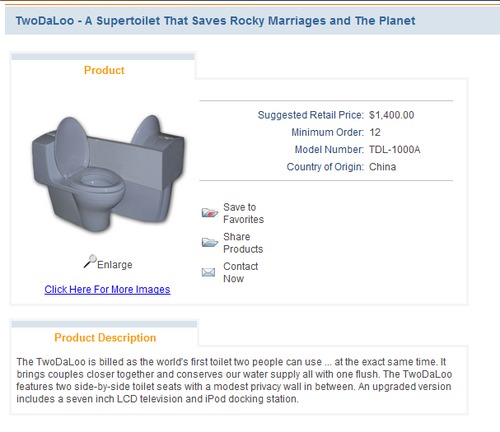 TwoDaLoo - A Supertoilet That Saves Rocky Marriages and The Planet
Product
Suggested Retail Price: $1,400.00
Minimum Order: 12
Model Number: TDL-1000A
Country of Origin: China
Save to
Favorites
Share
Products
Contact
Now
Enlarge
Click Here For More Images
Product Description
The TwoDaLoo is billed as the world's first toilet two people can use ... at the exact same time. It
brings couples closer together and conserves our water supply all with one flush. The TwoDaLoo
features two side-by-side toilet seats with a modest privacy wall in between. An upgraded version
includes a seven inch LCD television and iPod docking station.